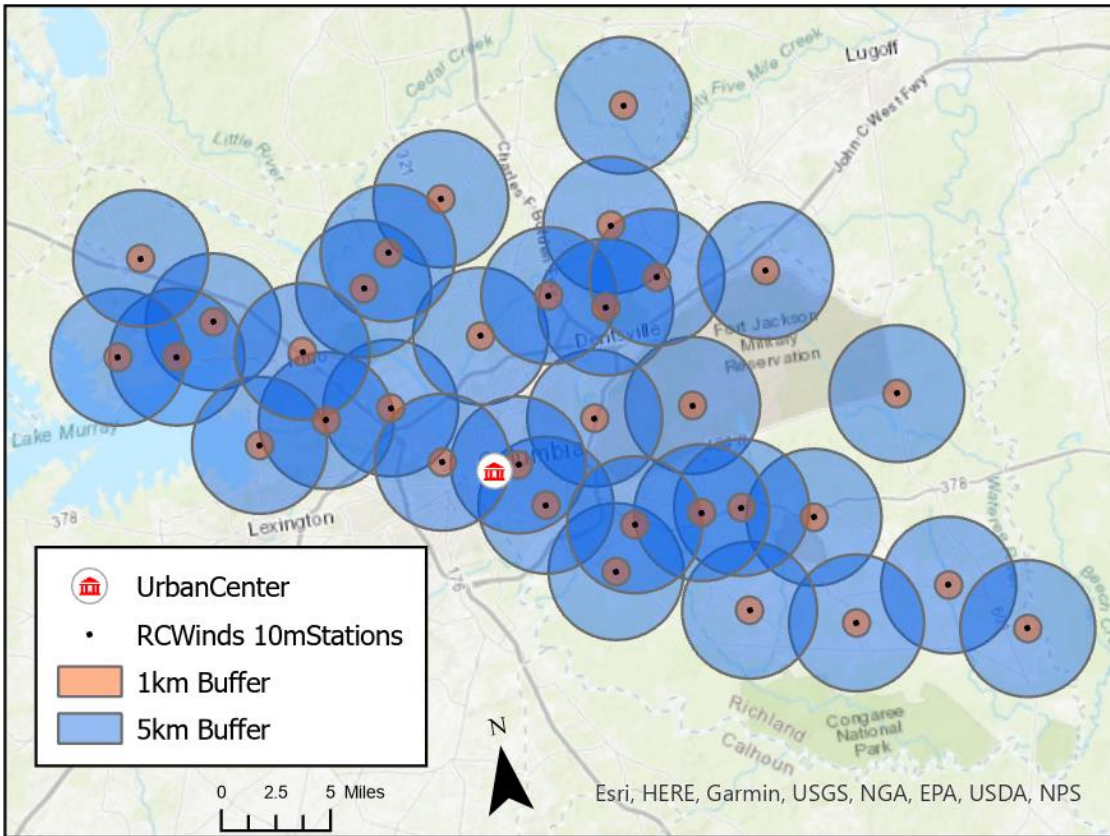 Lugoff
Cedar Creek
Five Mile Creek
John C West Fwy
321
Little River
Charles F
Dentsville
Fort Jackson
Military
Reservation
Lake Murray
mbia
378
Lexington
378
176
UrbanCenter
RCWinds 10mStations
1km Buffer
5km Buffer
Richland
Calhoun
Congaree
National
Park
N
0 2.5 5 Miles
Esri, HERE, Garmin, USGS, NGA, EPA, USDA, NPS